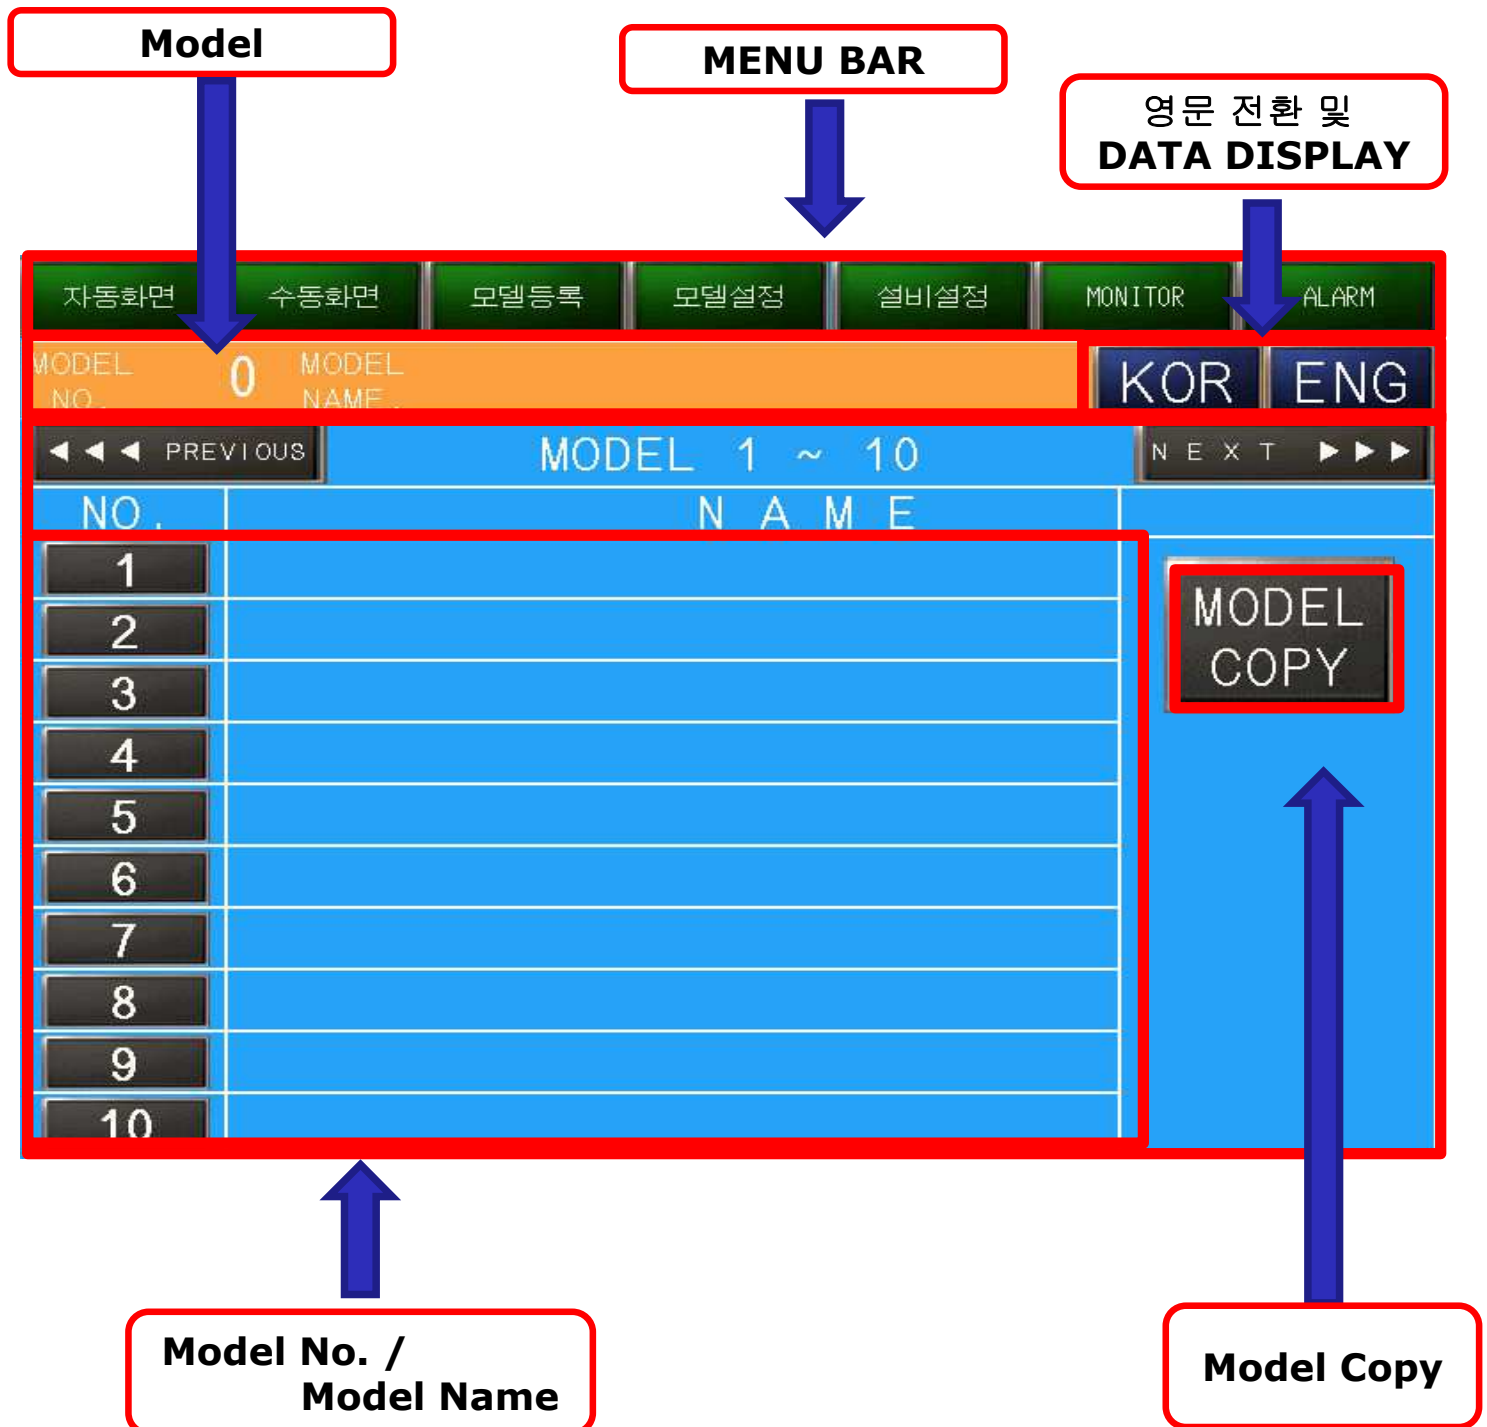 Model
MENU BAR
영문 전환 및
DATA DISPLAY
자동화면 수동화면 모델등록 모델설정 설비설정 MONITOR ALARM
MODEL NO. 0 MODEL NAME.
KOR ENG
◀◀◀ PREVIOUS MODEL 1 ~ 10 NEXT ▶▶▶
NO. NAME
1
2
3
4
5
6
7
8
9
10
MODEL
COPY
Model No. /
Model Name
Model Copy